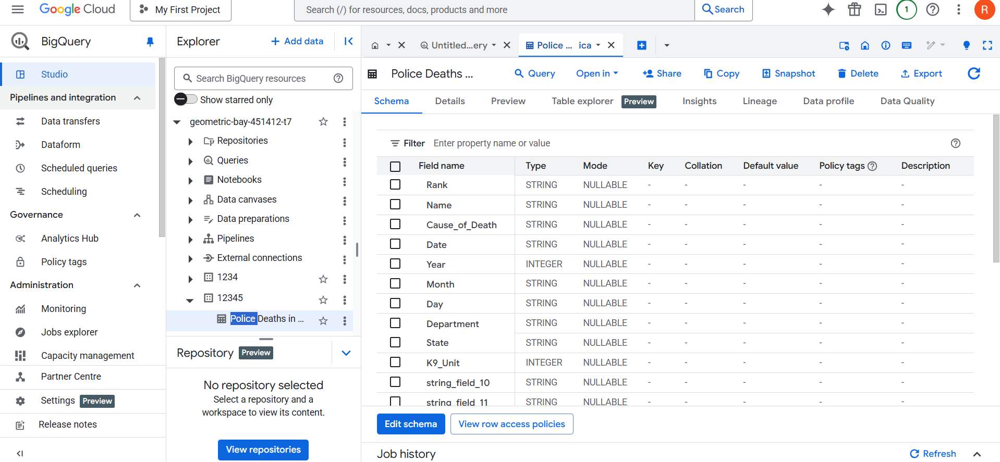 Google Cloud
My First Project
Search (/) for resources, docs, products and more
Search
1
R
BigQuery
Studio
Pipelines and integration
Data transfers
Dataform
Scheduled queries
Scheduling
Governance
Analytics Hub
Policy tags
Administration
Monitoring
Jobs explorer
Capacity management
Partner Centre
Settings Preview
Release notes
Explorer
+ Add data
Search BigQuery resources
Show starred only
geometric-bay-451412-t7
Repositories
Queries
Notebooks
Data canvases
Data preparations
Pipelines
External connections
1234
12345
Police Deaths in ...
Repository Preview
No repository selected
Select a repository and a
workspace to view its content.
View repositories
Untitled...ery
Police ... ica
Police Deaths ...
Query
Open in
Share
Copy
Snapshot
Delete
Export
Schema Details Preview Table explorer Preview Insights Lineage Data profile Data Quality
Filter Enter property name or value
Field name Type Mode Key Collation Default value Policy tags Description
Rank STRING NULLABLE - - - - -
Name STRING NULLABLE - - - - -
Cause_of_Death STRING NULLABLE - - - - -
Date STRING NULLABLE - - - - -
Year INTEGER NULLABLE - - - - -
Month STRING NULLABLE - - - - -
Day STRING NULLABLE - - - - -
Department STRING NULLABLE - - - - -
State STRING NULLABLE - - - - -
K9_Unit INTEGER NULLABLE - - - - -
string_field_10 STRING NULLABLE - - - - -
string_field_11 STRING NULLABLE - - - - -
Edit schema
View row access policies
Job history
Refresh